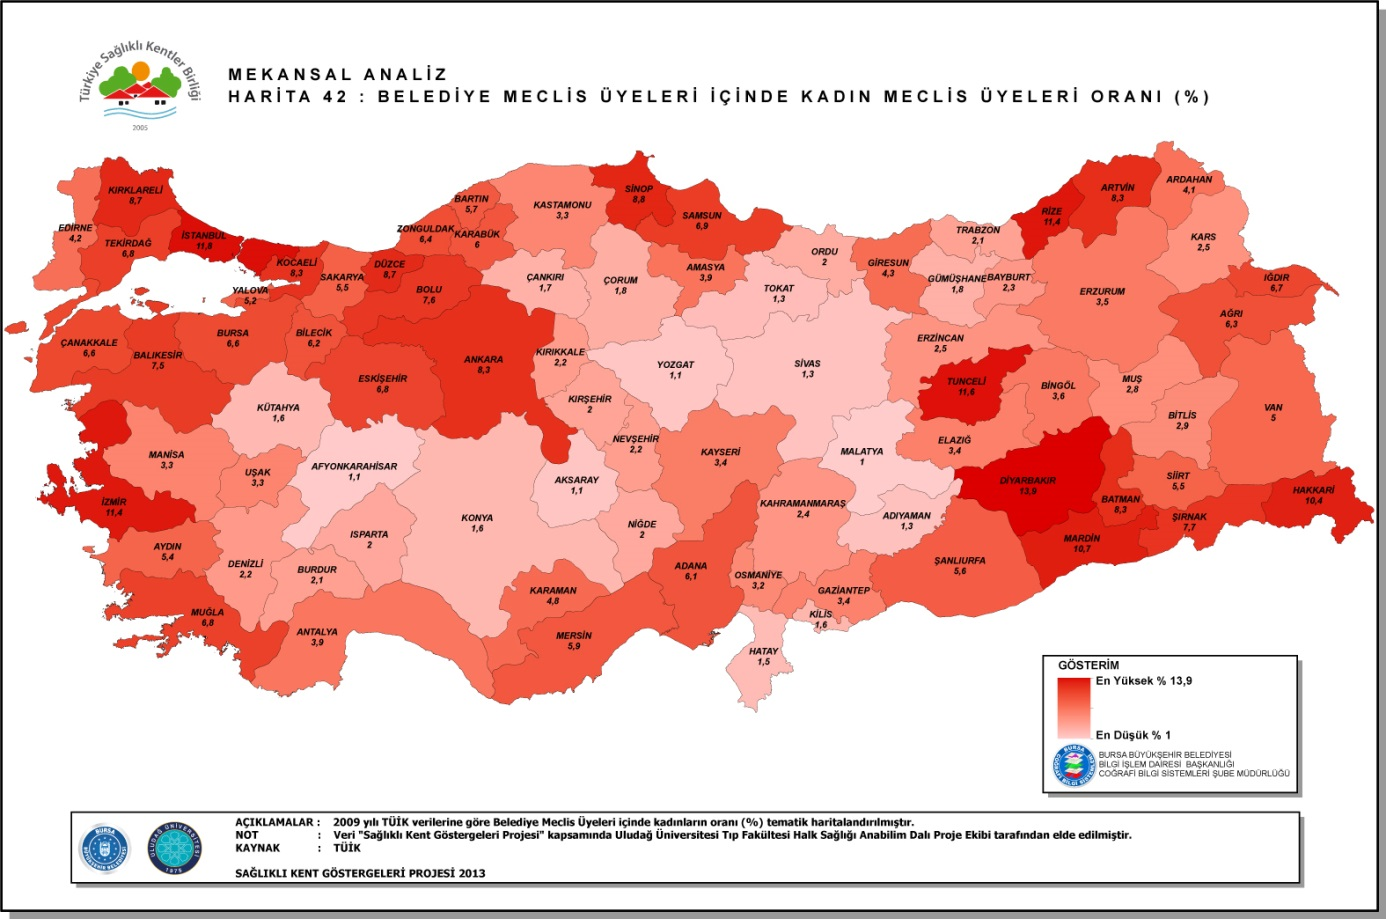 Türkiye Sağlıklı Kentler Birliği
2005
MEKANSAL ANALİZ
HARİTA 42 : BELEDİYE MECLİS ÜYELERİ İÇİNDE KADIN MECLİS ÜYELERİ ORANI (%)
KIRKLARELİ
8,7
EDİRNE
4,2
TEKİRDAĞ
6,8
İSTANBUL
11,8
KOCAELİ
8,3
YALOVA
5,2
SAKARYA
5,5
DÜZCE
8,7
BOLU
7,6
ZONGULDAK
6,4
BARTIN
5,7
KARABÜK
6
KASTAMONU
3,3
SİNOP
8,8
SAMSUN
6,9
ÇANKIRI
1,7
ÇORUM
1,8
AMASYA
3,9
TOKAT
1,3
ORDU
2
GİRESUN
4,3
TRABZON
2,1
GÜMÜŞHANE
1,8
BAYBURT
2,3
RİZE
11,4
ARTVİN
8,3
ARDAHAN
4,1
KARS
2,5
IĞDIR
6,7
AĞRI
6,3
ERZURUM
3,5
ERZİNCAN
2,5
ÇANAKKALE
6,6
BALIKESİR
7,5
BURSA
6,6
BİLECİK
6,2
ESKİŞEHİR
6,8
ANKARA
8,3
KIRIKKALE
2,2
YOZGAT
1,1
SİVAS
1,3
TUNCELİ
11,6
BİNGÖL
3,6
MUŞ
2,8
BİTLİS
2,9
VAN
5
KÜTAHYA
1,6
KIRŞEHİR
2
NEVŞEHİR
2,2
KAYSERİ
3,4
MALATYA
1
ELAZIĞ
3,4
MANİSA
3,3
UŞAK
3,3
AFYONKARAHİSAR
1,1
AKSARAY
1,1
DİYARBAKIR
13,9
BATMAN
8,3
SİİRT
5,5
ŞIRNAK
7,7
HAKKARİ
10,4
İZMİR
11,4
KONYA
1,6
NİĞDE
2
KAHRAMANMARAŞ
2,4
ADIYAMAN
1,3
MARDİN
10,7
AYDIN
5,4
DENİZLİ
2,2
ISPARTA
2
BURDUR
2,1
KARAMAN
4,8
ADANA
6,1
OSMANİYE
3,2
GAZİANTEP
3,4
ŞANLIURFA
5,6
KİLİS
1,6
MUĞLA
6,8
ANTALYA
3,9
MERSİN
5,9
HATAY
1,5
GÖSTERİM
En Yüksek % 13,9
En Düşük % 1
BURSA BÜYÜKŞEHİR BELEDİYESİ
BİLGİ İŞLEM DAİRESİ BAŞKANLIĞI
COĞRAFİ BİLGİ SİSTEMLERİ ŞUBE MÜDÜRLÜĞÜ
AÇIKLAMALAR : 2009 yılı TÜİK verilerine göre Belediye Meclis Üyeleri içinde kadınların oranı (%) tematik haritalandırılmıştır.
NOT : Veri "Sağlıklı Kent Göstergeleri Projesi" kapsamında Uludağ Üniversitesi Tıp Fakültesi Halk Sağlığı Anabilim Dalı Proje Ekibi tarafından elde edilmiştir.
KAYNAK : TÜİK
SAĞLIKLI KENT GÖSTERGELERİ PROJESİ 2013
BURSA
BÜYÜKŞEHİR BELEDİYESİ
ULUDAĞ ÜNİVERSİTESİ
1975